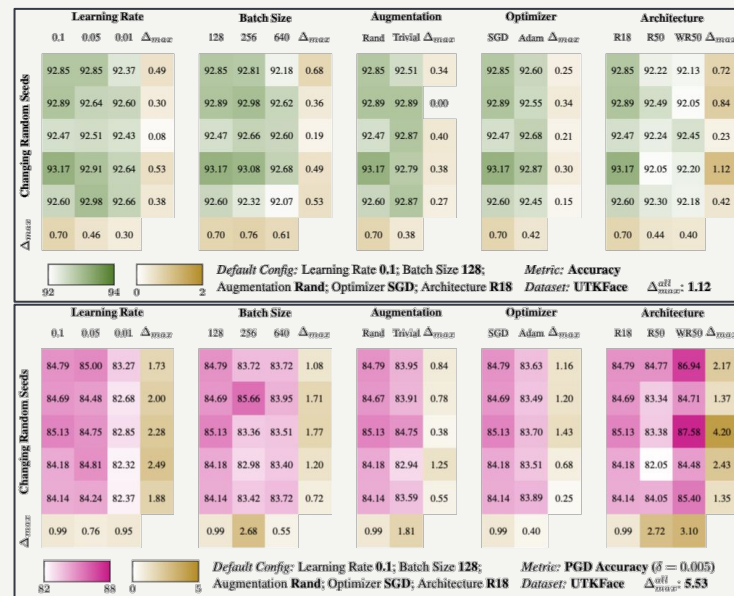 Learning Rate Batch Size Augmentation Optimizer Architecture
0.1 0.05 0.01 Δmax 128 256 640 Δmax Rand Trivial Δmax SGD Adam Δmax R18 R50 WR50 Δmax
Changing Random Seeds
92.85 92.85 92.37 0.49 92.85 92.81 92.18 0.68 92.85 92.51 0.34 92.85 92.60 0.25 92.85 92.22 92.13 0.72
92.89 92.64 92.60 0.30 92.89 92.98 92.62 0.36 92.89 92.89 0.00 92.89 92.55 0.34 92.89 92.49 92.05 0.84
92.47 92.51 92.43 0.08 92.47 92.66 92.60 0.19 92.47 92.87 0.40 92.47 92.68 0.21 92.47 92.24 92.45 0.23
93.17 92.91 92.64 0.53 93.17 93.08 92.68 0.49 93.17 92.79 0.38 93.17 92.87 0.30 93.17 92.05 92.20 1.12
92.60 92.98 92.66 0.38 92.60 92.32 92.07 0.53 92.60 92.87 0.27 92.60 92.45 0.15 92.60 92.30 92.18 0.42
Δmax 0.70 0.46 0.30 0.70 0.76 0.61 0.70 0.38 0.70 0.42 0.70 0.44 0.40
92 94 0 2
Default Config: Learning Rate 0.1; Batch Size 128; Metric: Accuracy
Augmentation Rand; Optimizer SGD; Architecture R18 Dataset: UTKFace Δ^all_max: 1.12
Learning Rate Batch Size Augmentation Optimizer Architecture
0.1 0.05 0.01 Δmax 128 256 640 Δmax Rand Trivial Δmax SGD Adam Δmax R18 R50 WR50 Δmax
Changing Random Seeds
84.79 85.00 83.27 1.73 84.79 83.72 83.72 1.08 84.79 83.95 0.84 84.79 83.63 1.16 84.79 84.77 86.94 2.17
84.69 84.48 82.68 2.00 84.69 85.66 83.95 1.71 84.67 83.91 0.78 84.69 83.49 1.20 84.69 83.34 84.71 1.37
85.13 84.75 82.85 2.28 85.13 83.36 83.51 1.77 85.13 84.75 0.38 85.13 83.70 1.43 85.13 83.38 87.58 4.20
84.18 84.81 82.32 2.49 84.18 82.98 83.40 1.20 84.18 82.94 1.25 84.18 83.51 0.68 84.18 82.05 84.48 2.43
84.14 84.24 82.37 1.88 84.14 83.42 83.72 0.72 84.14 83.59 0.55 84.14 83.89 0.25 84.14 84.05 85.40 1.35
Δmax 0.99 0.76 0.95 0.99 2.68 0.55 0.99 1.81 0.99 0.40 0.99 2.72 3.10
82 88 0 5
Default Config: Learning Rate 0.1; Batch Size 128; Metric: PGD Accuracy (δ = 0.005)
Augmentation Rand; Optimizer SGD; Architecture R18 Dataset: UTKFace Δ^all_max: 5.53